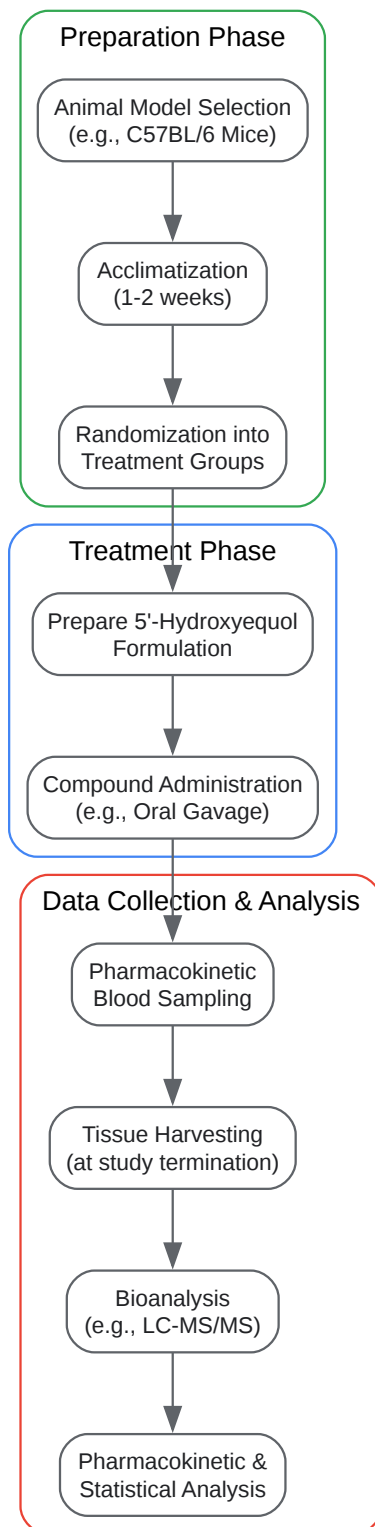 Preparation Phase
Animal Model Selection
(e.g., C57BL/6 Mice)
Acclimatization
(1-2 weeks)
Randomization into
Treatment Groups
Treatment Phase
Prepare 5'-Hydroxyequol
Formulation
Compound Administration
(e.g., Oral Gavage)
Data Collection & Analysis
Pharmacokinetic
Blood Sampling
Tissue Harvesting
(at study termination)
Bioanalysis
(e.g., LC-MS/MS)
Pharmacokinetic &
Statistical Analysis